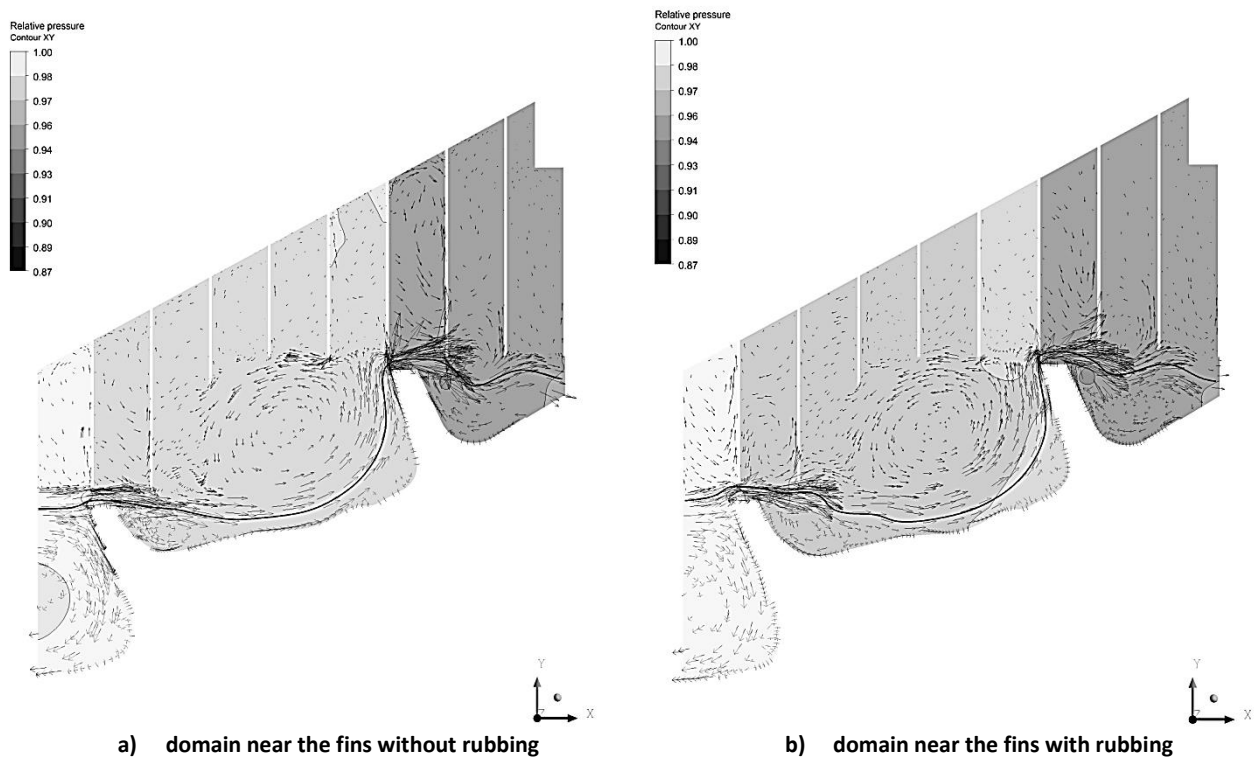 Relative pressure
Contour XY
1.00
0.98
0.97
0.96
0.94
0.93
0.91
0.90
0.89
0.87
Y
Z
X
a) domain near the fins without rubbing
Relative pressure
Contour XY
1.00
0.98
0.97
0.96
0.94
0.93
0.91
0.90
0.89
0.87
Y
Z
X
b) domain near the fins with rubbing